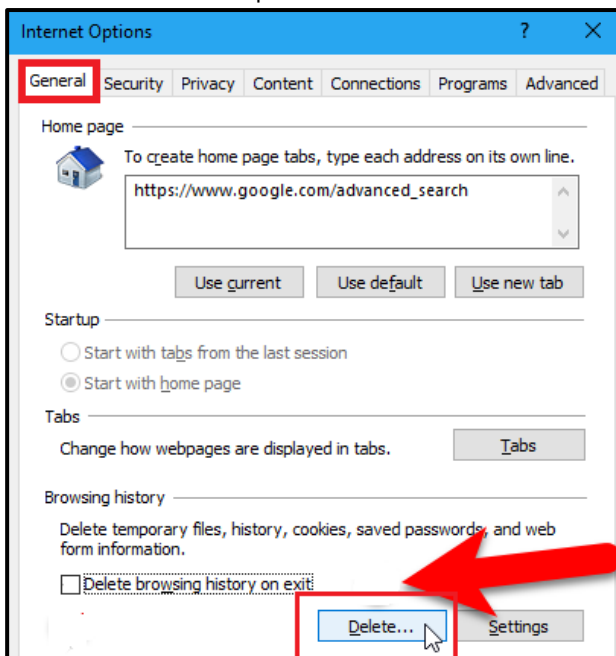 Internet Options ?
General Security Privacy Content Connections Programs Advanced
Home page
To create home page tabs, type each address on its own line.
https://www.google.com/advanced_search
Use current Use default Use new tab
Startup
Start with tabs from the last session
Start with home page
Tabs
Change how webpages are displayed in tabs. Tabs
Browsing history
Delete temporary files, history, cookies, saved passwords, and web
form information.
Delete browsing history on exit
Delete... Settings